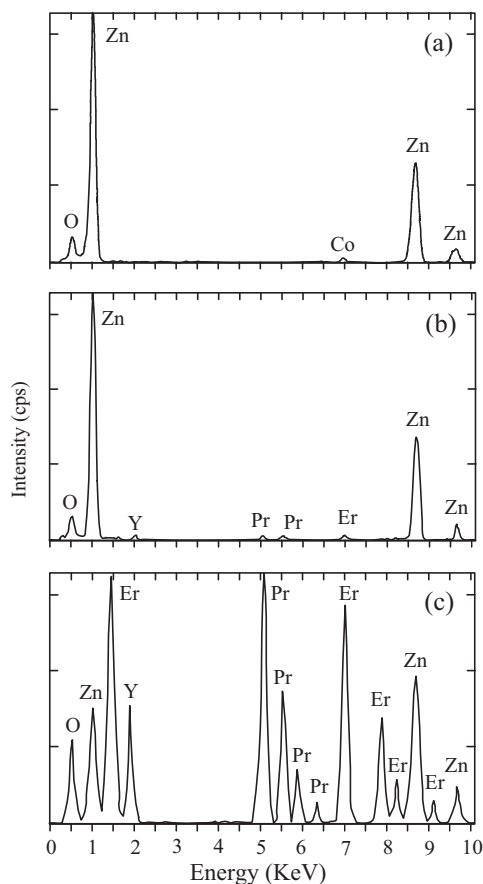 (a)
Zn
Zn
O
Co
Zn
(b)
Zn
Zn
O
Y
Pr
Pr
Er
Zn
(c)
Er
Pr
Er
Zn
Y
Pr
Zn
O
Er
Pr
Er
Pr
Er
Zn
Intensity (cps)
0 1 2 3 4 5 6 7 8 9 10
Energy (KeV)